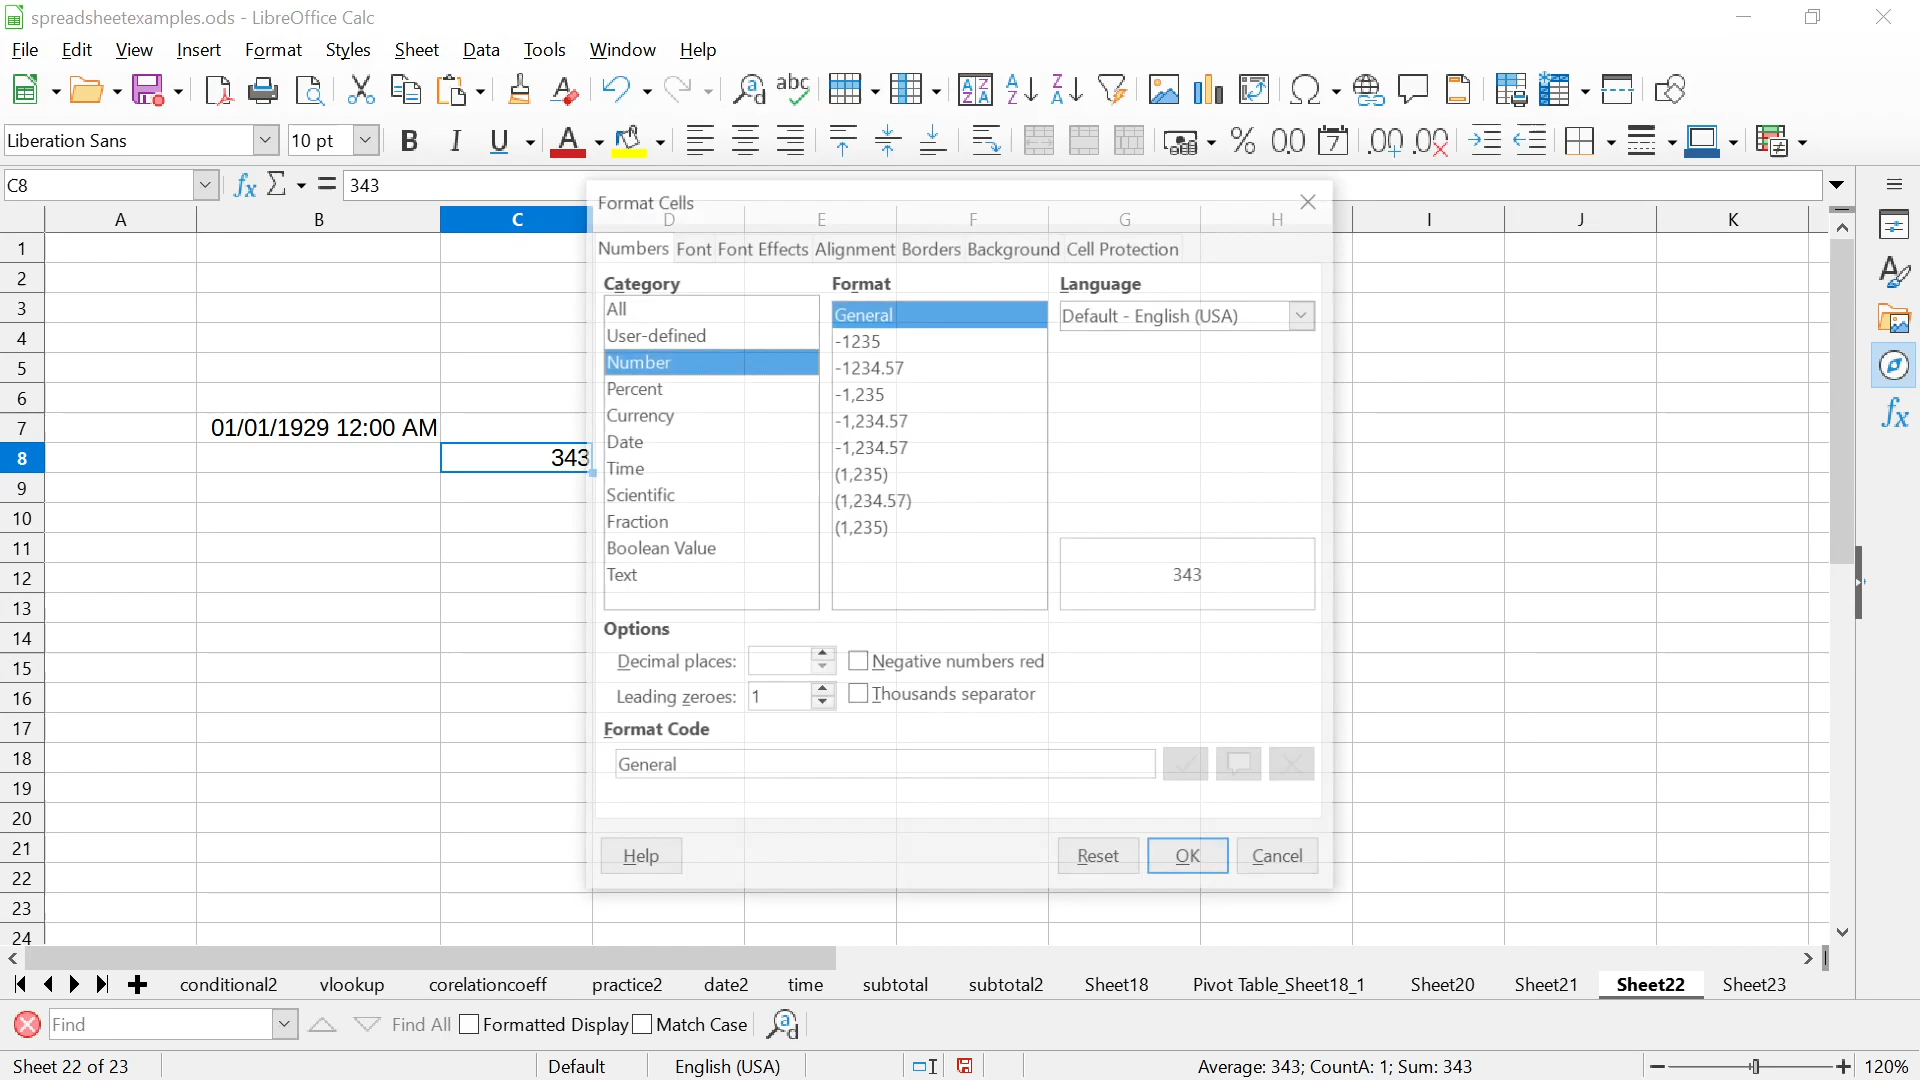 spreadsheetexamples.ods - LibreOffice Calc
File Edit View Insert Format Styles Sheet Data Tools Window Help
Liberation Sans 10 pt
C8 343
A B C D E F G H I J K
Format Cells
Numbers Font Font Effects Alignment Borders Background Cell Protection
Category Format Language
All General Default - English (USA)
User-defined -1235
Number -1234.57
Percent -1,235
Currency -1,234.57
Date -1,234.57
Time (1,235)
Scientific (1,234.57)
Fraction (1,235)
Boolean Value
Text 343
Options
Decimal places: Negative numbers red
Leading zeroes: 1 Thousands separator
Format Code
General
Help Reset OK Cancel
1
2
3
4
5
6
7 01/01/1929 12:00 AM
8 343
9
10
11
12
13
14
15
16
17
18
19
20
21
22
23
24
conditional2 vlookup corelationcoeff practice2 date2 time subtotal subtotal2 Sheet18 Pivot Table_Sheet18_1 Sheet20 Sheet21 Sheet22 Sheet23
Find Find All Formatted Display Match Case
Sheet 22 of 23 Default English (USA) Average: 343; CountA: 1; Sum: 343 120%